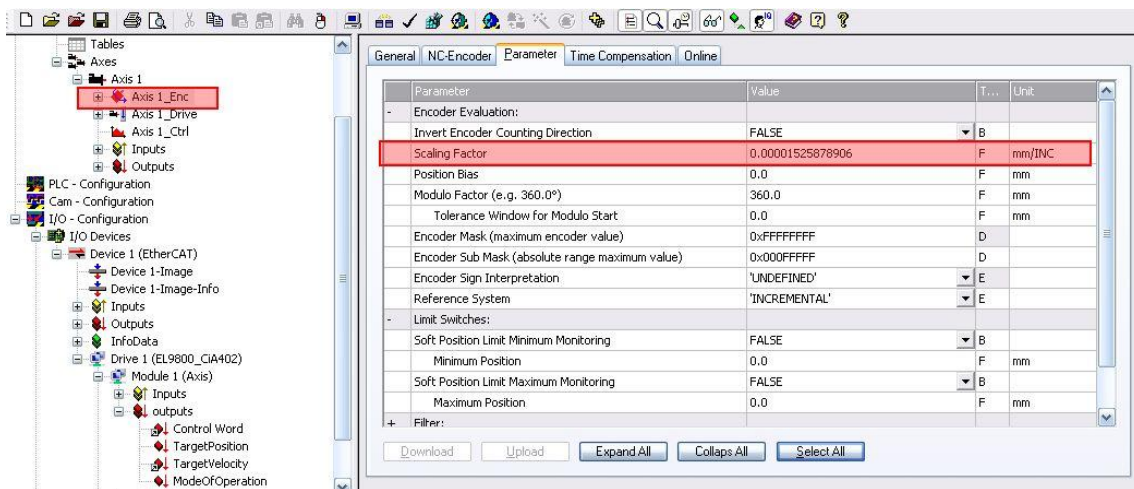 Tables
Axes
Axis 1
Axis 1_Enc
Axis 1_Drive
Axis 1_Ctrl
Inputs
Outputs
PLC - Configuration
Cam - Configuration
I/O - Configuration
I/O Devices
Device 1 (EtherCAT)
Device 1-Image
Device 1-Image-Info
Inputs
Outputs
InfoData
Drive 1 (EL9800_CiA402)
Module 1 (Axis)
Inputs
outputs
Control Word
TargetPosition
TargetVelocity
ModeOfOperation
General NC-Encoder Parameter Time Compensation Online
Parameter Value T... Unit
- Encoder Evaluation:
Invert Encoder Counting Direction FALSE B
Scaling Factor 0.00001525878906 F mm/INC
Position Bias 0.0 F mm
Modulo Factor (e.g. 360.0°) 360.0 F mm
Tolerance Window for Modulo Start 0.0 F mm
Encoder Mask (maximum encoder value) 0xFFFFFFFF D
Encoder Sub Mask (absolute range maximum value) 0x000FFFFF D
Encoder Sign Interpretation 'UNDEFINED' E
Reference System 'INCREMENTAL' E
- Limit Switches:
Soft Position Limit Minimum Monitoring FALSE B
Minimum Position 0.0 F mm
Soft Position Limit Maximum Monitoring FALSE B
Maximum Position 0.0 F mm
+ Filter:
Download Upload Expand All Collaps All Select All